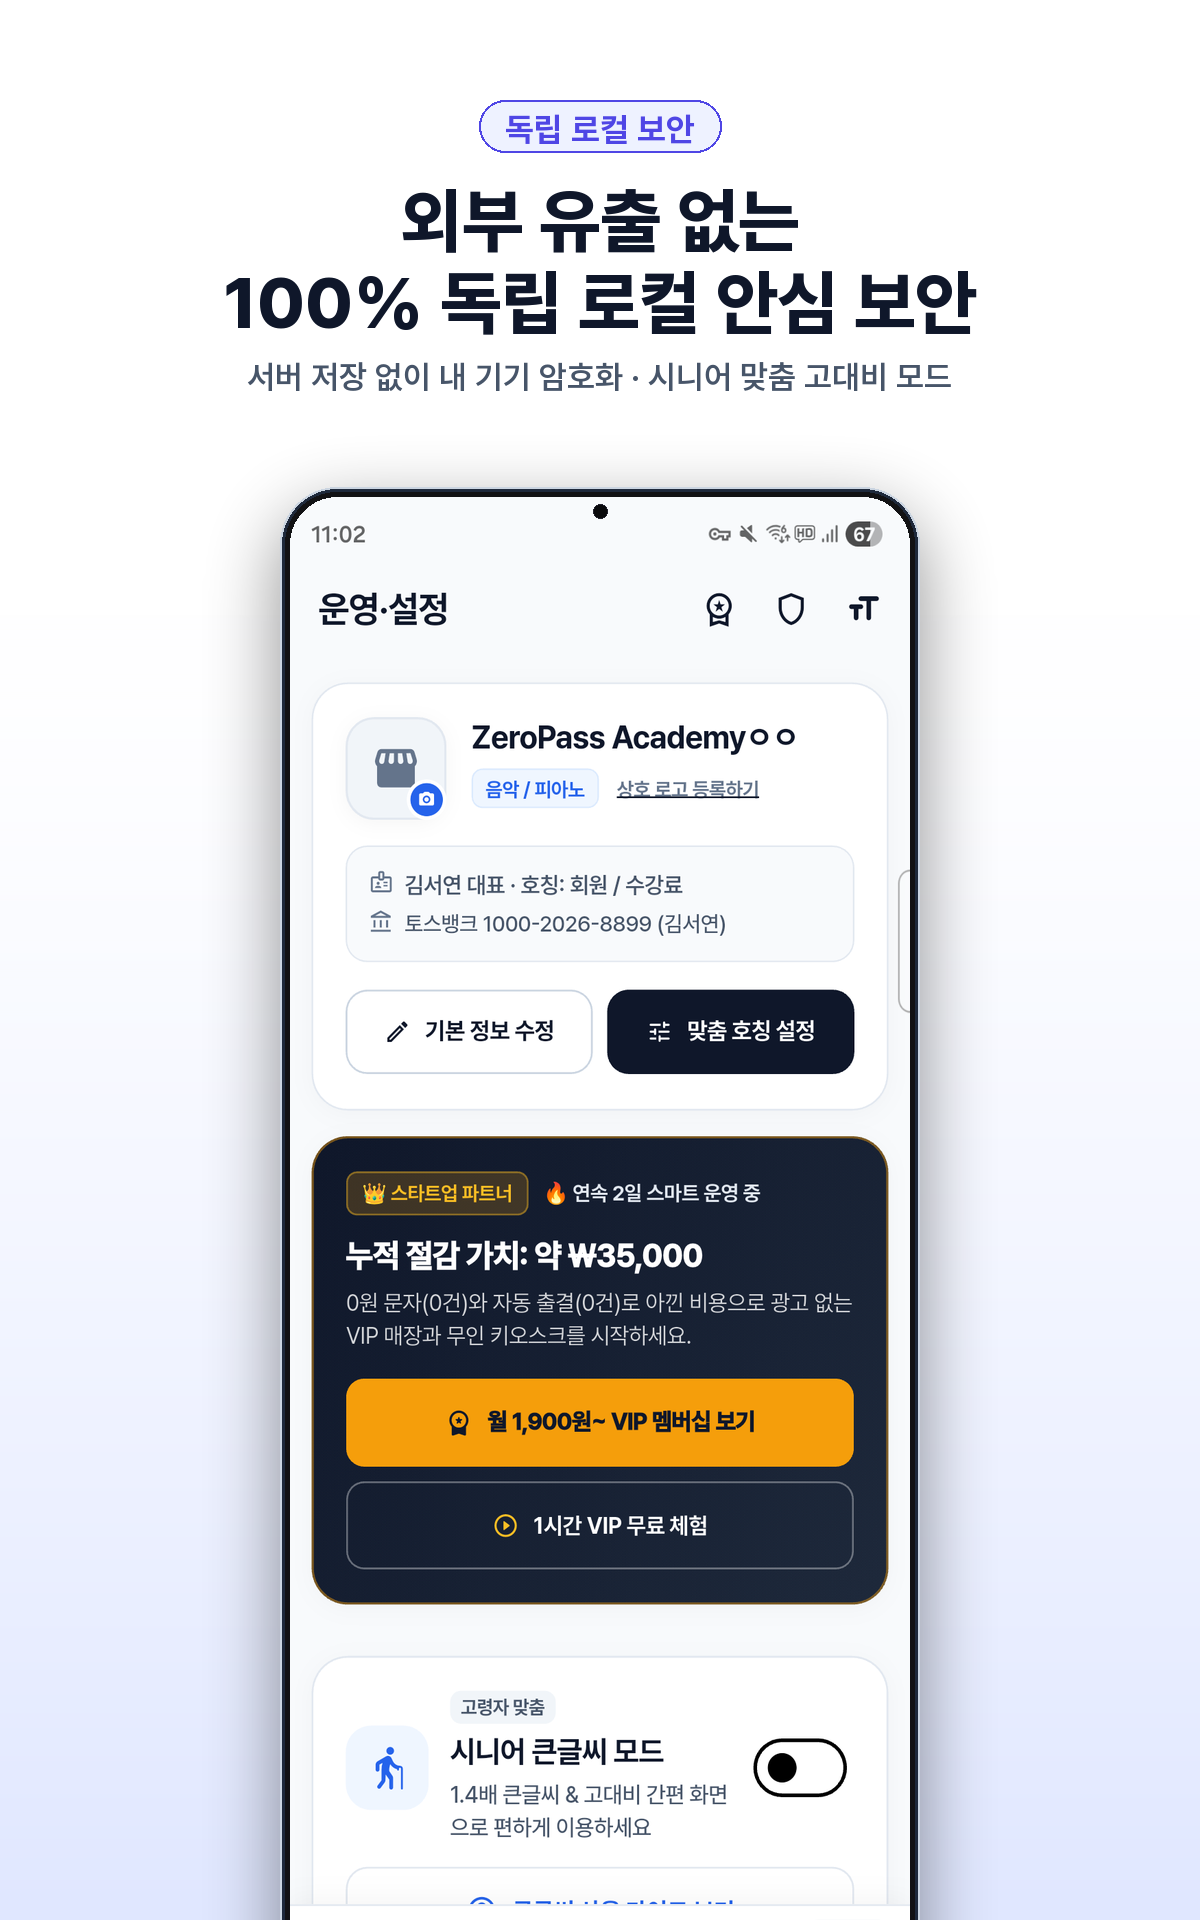 독립 로컬 보안
외부 유출 없는
100% 독립 로컬 안심 보안
서버 저장 없이 내 기기 암호화 · 시니어 맞춤 고대비 모드
11:02
HD
67
운영·설정
ZeroPass Academyㅇㅇ
음악 / 피아노
상호 로고 등록하기
김서연 대표 · 호칭: 회원 / 수강료
토스뱅크 1000-2026-8899 (김서연)
기본 정보 수정
맞춤 호칭 설정
👑 스타트업 파트너
🔥 연속 2일 스마트 운영 중
누적 절감 가치: 약 ₩35,000
0원 문자(0건)와 자동 출결(0건)로 아낀 비용으로 광고 없는
VIP 매장과 무인 키오스크를 시작하세요.
월 1,900원~ VIP 멤버십 보기
1시간 VIP 무료 체험
고령자 맞춤
시니어 큰글씨 모드
1.4배 큰글씨 & 고대비 간편 화면
으로 편하게 이용하세요